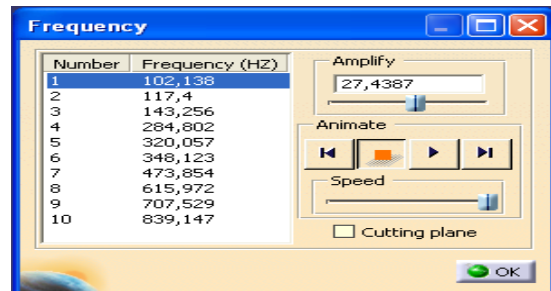 Frequency
Number Frequency (HZ)
1 102,138
2 117,4
3 143,256
4 284,802
5 320,057
6 348,123
7 473,854
8 615,972
9 707,529
10 839,147
Amplify
27,4387
Animate
Speed
Cutting plane
OK